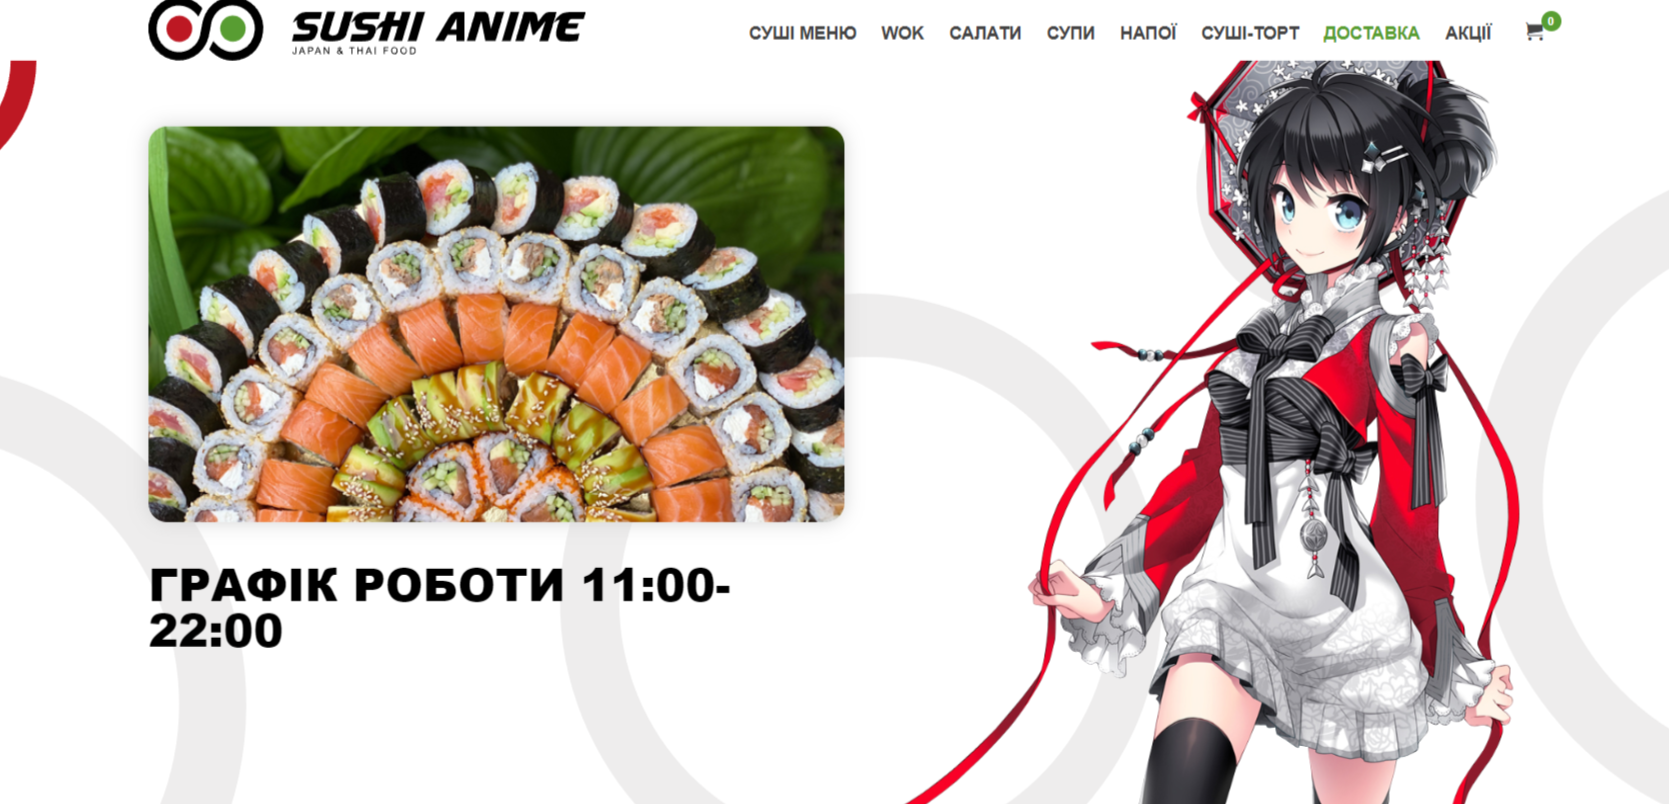 SUSHI ANIME
JAPAN & THAI FOOD
СУШІ МЕНЮ WOK САЛАТИ СУПИ НАПОЇ СУШІ-ТОРТ ДОСТАВКА АКЦІЇ 0
ГРАФІК РОБОТИ 11:00-
22:00